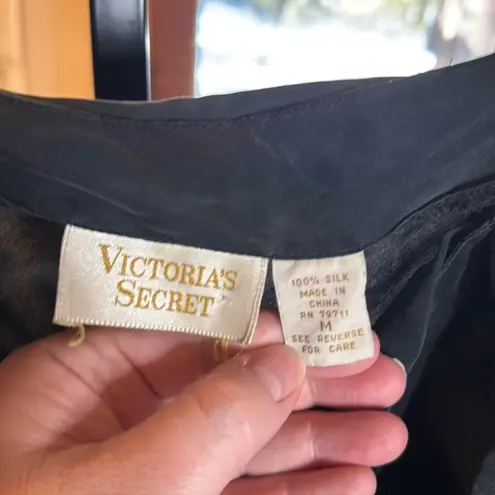 VICTORIA'S
SECRET
100% SILK
MADE IN
CHINA
RN 79711
M
SEE REVERSE
FOR CARE